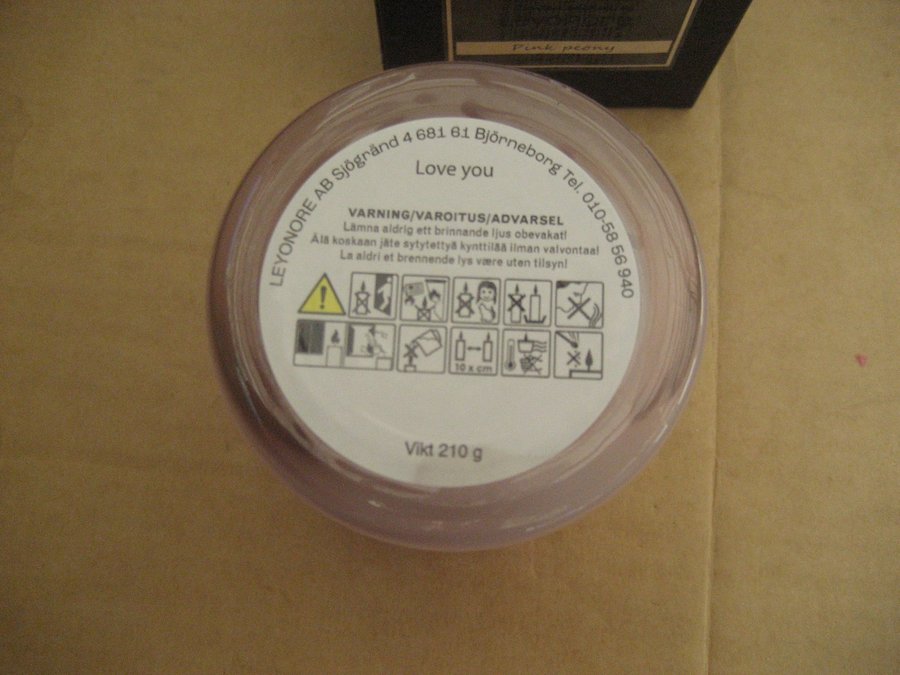 Pink peony
LEYONORE AB Sjögränd 4 681 61 Björneborg Tel. 010-58 56 940
Love you
VARNING/VAROITUS/ADVARSEL
Lämna aldrig ett brinnande ljus obevakat!
Älä koskaan jäte sytytettyä kynttilää ilman valvontaa!
La aldri et brennende lys være uten tilsyn!
10 x cm
Vikt 210 g